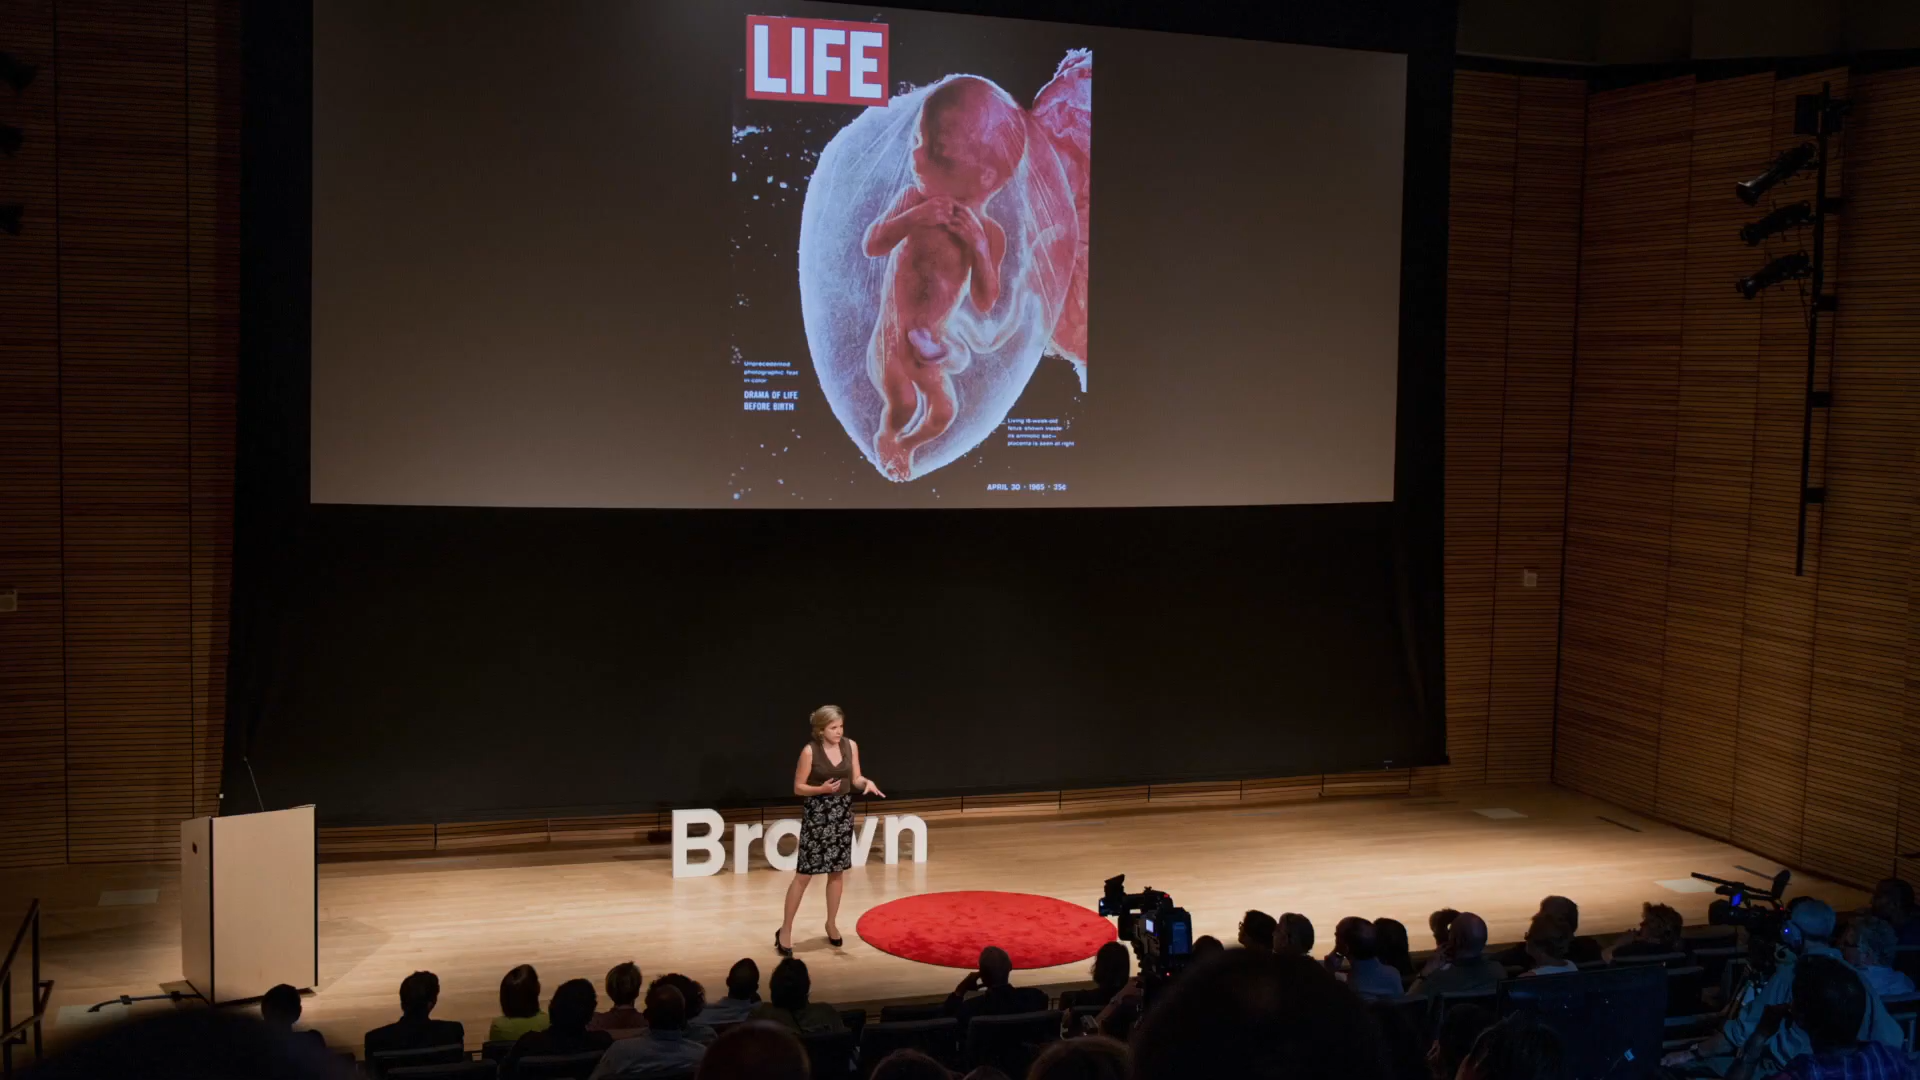 LIFE
Unprecedented
photographic feat
in color
DRAMA OF LIFE
BEFORE BIRTH
Living 18-week-old
fetus shown inside
its amniotic sac—
placenta is seen at right
APRIL 30 · 1965 · 35¢
Brown